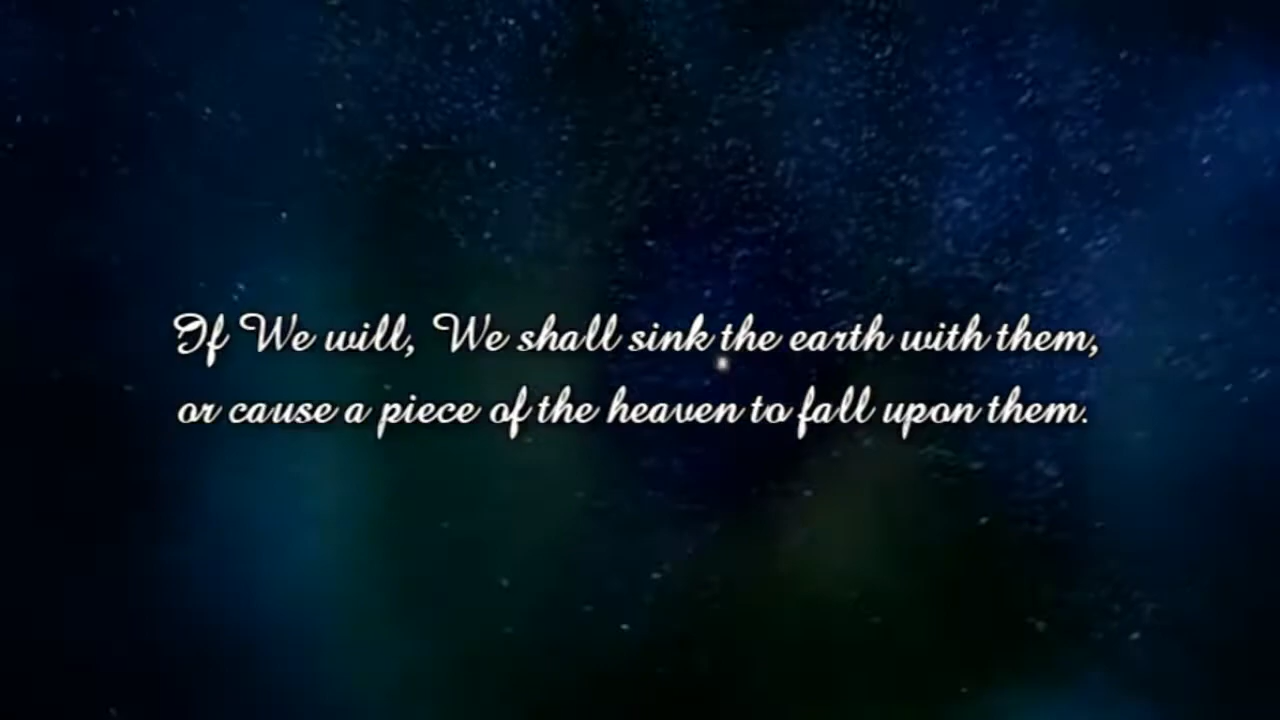 If We will, We shall sink the earth with them,
or cause a piece of the heaven to fall upon them.